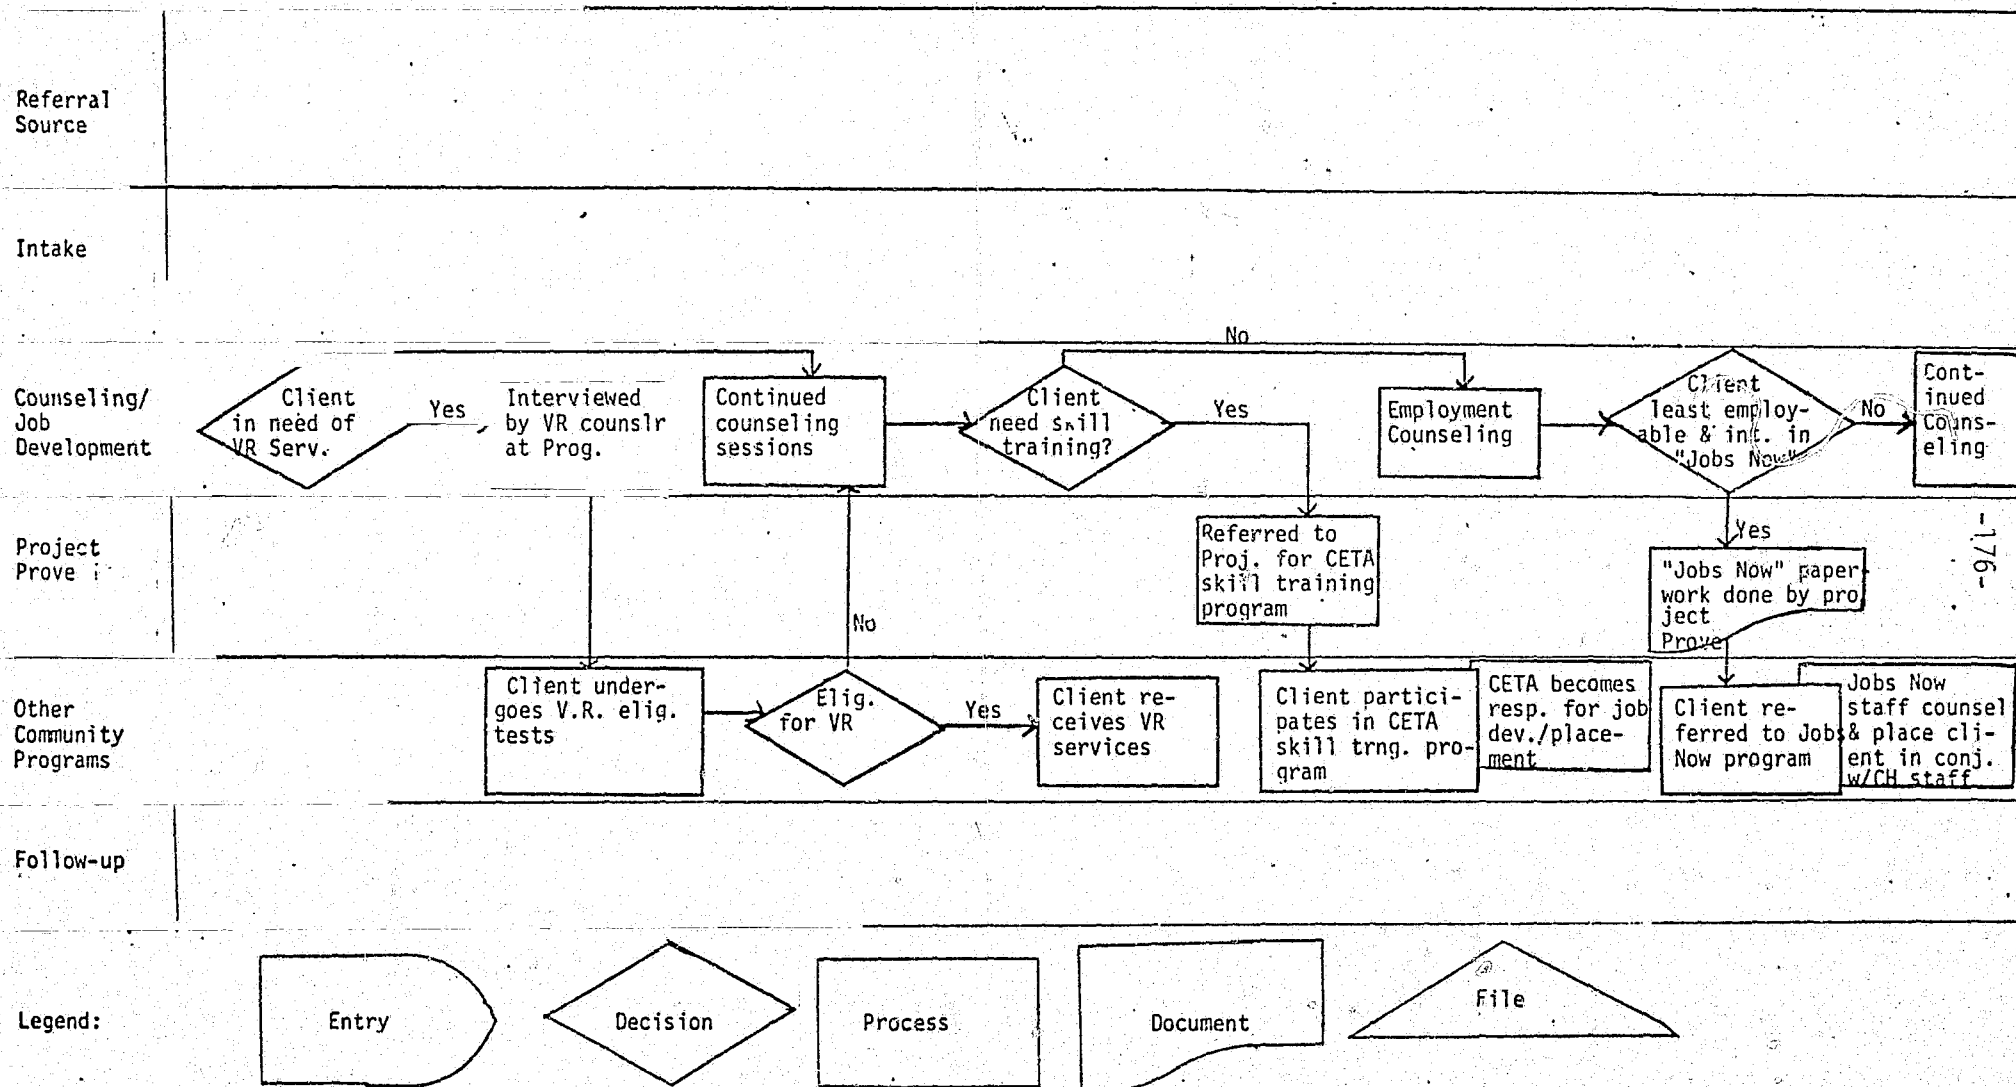 Referral
Source
Intake
Counseling/
Job
Development
Client
in need of
VR Serv.
Yes
Interviewed
by VR counslr
at Prog.
Continued
counseling
sessions
Client
need skill
training?
Yes
No
Employment
Counseling
Client
least employ-
able & int. in
"Jobs Now"
No
Cont-
inued
Couns-
eling
Project
Prove
No
Referred to
Proj. for CETA
skill training
program
Yes
"Jobs Now" paper-
work done by pro
ject
Prove
-176-
Other
Community
Programs
Client under-
goes V.R. elig.
tests
Elig.
for VR
Yes
Client re-
ceives VR
services
Client partici-
pates in CETA
skill trng. pro-
gram
CETA becomes
resp. for job
dev./place-
ment
Client re-
ferred to Jobs
Now program
Jobs Now
staff counsel
& place cli-
ent in conj.
w/CH staff
Follow-up
Legend:
Entry
Decision
Process
Document
File